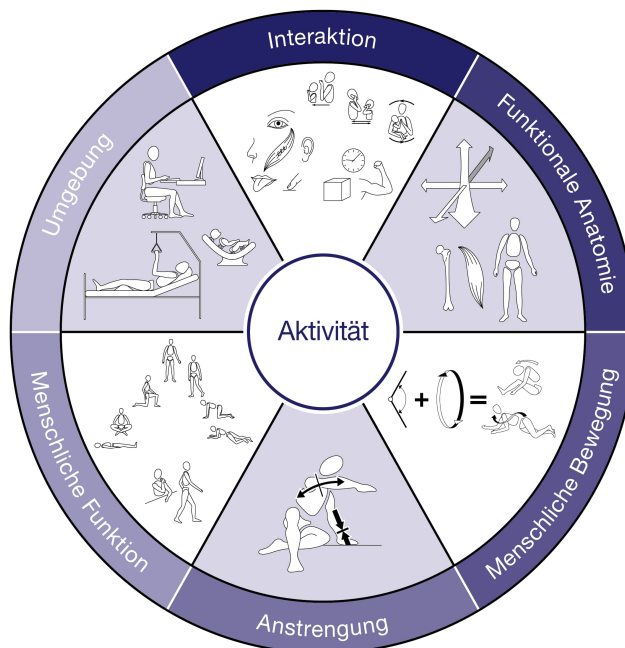 Interaktion
Funktionale Anatomie
Menschliche Bewegung
Anstrengung
Menschliche Funktion
Umgebung
Aktivität
+
=